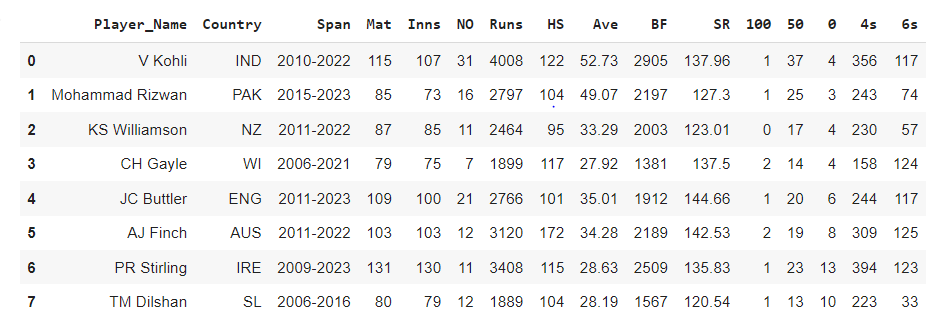 Player_Name Country Span Mat Inns NO Runs HS Ave BF SR 100 50 0 4s 6s
0 V Kohli IND 2010-2022 115 107 31 4008 122 52.73 2905 137.96 1 37 4 356 117
1 Mohammad Rizwan PAK 2015-2023 85 73 16 2797 104 49.07 2197 127.3 1 25 3 243 74
2 KS Williamson NZ 2011-2022 87 85 11 2464 95 33.29 2003 123.01 0 17 4 230 57
3 CH Gayle WI 2006-2021 79 75 7 1899 117 27.92 1381 137.5 2 14 4 158 124
4 JC Buttler ENG 2011-2023 109 100 21 2766 101 35.01 1912 144.66 1 20 6 244 117
5 AJ Finch AUS 2011-2022 103 103 12 3120 172 34.28 2189 142.53 2 19 8 309 125
6 PR Stirling IRE 2009-2023 131 130 11 3408 115 28.63 2509 135.83 1 23 13 394 123
7 TM Dilshan SL 2006-2016 80 79 12 1889 104 28.19 1567 120.54 1 13 10 223 33